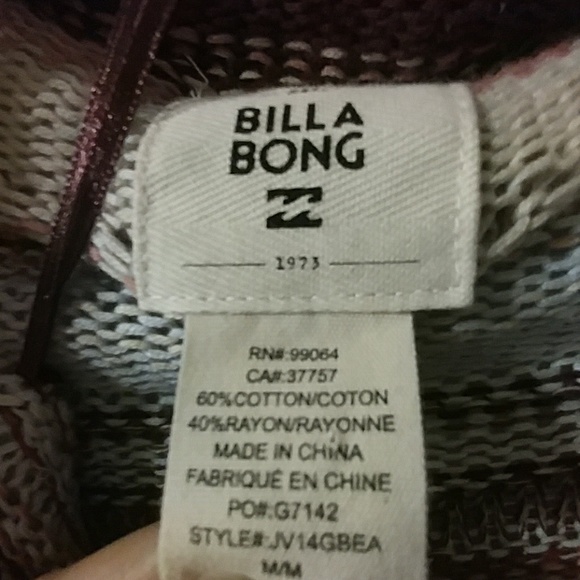 BILLA
BONG
1973
RN#:99064
CA#:37757
60%COTTON/COTON
40%RAYON/RAYONNE
MADE IN CHINA
FABRIQUÉ EN CHINE
PO#:G7142
STYLE#:JV14GBEA
M/M